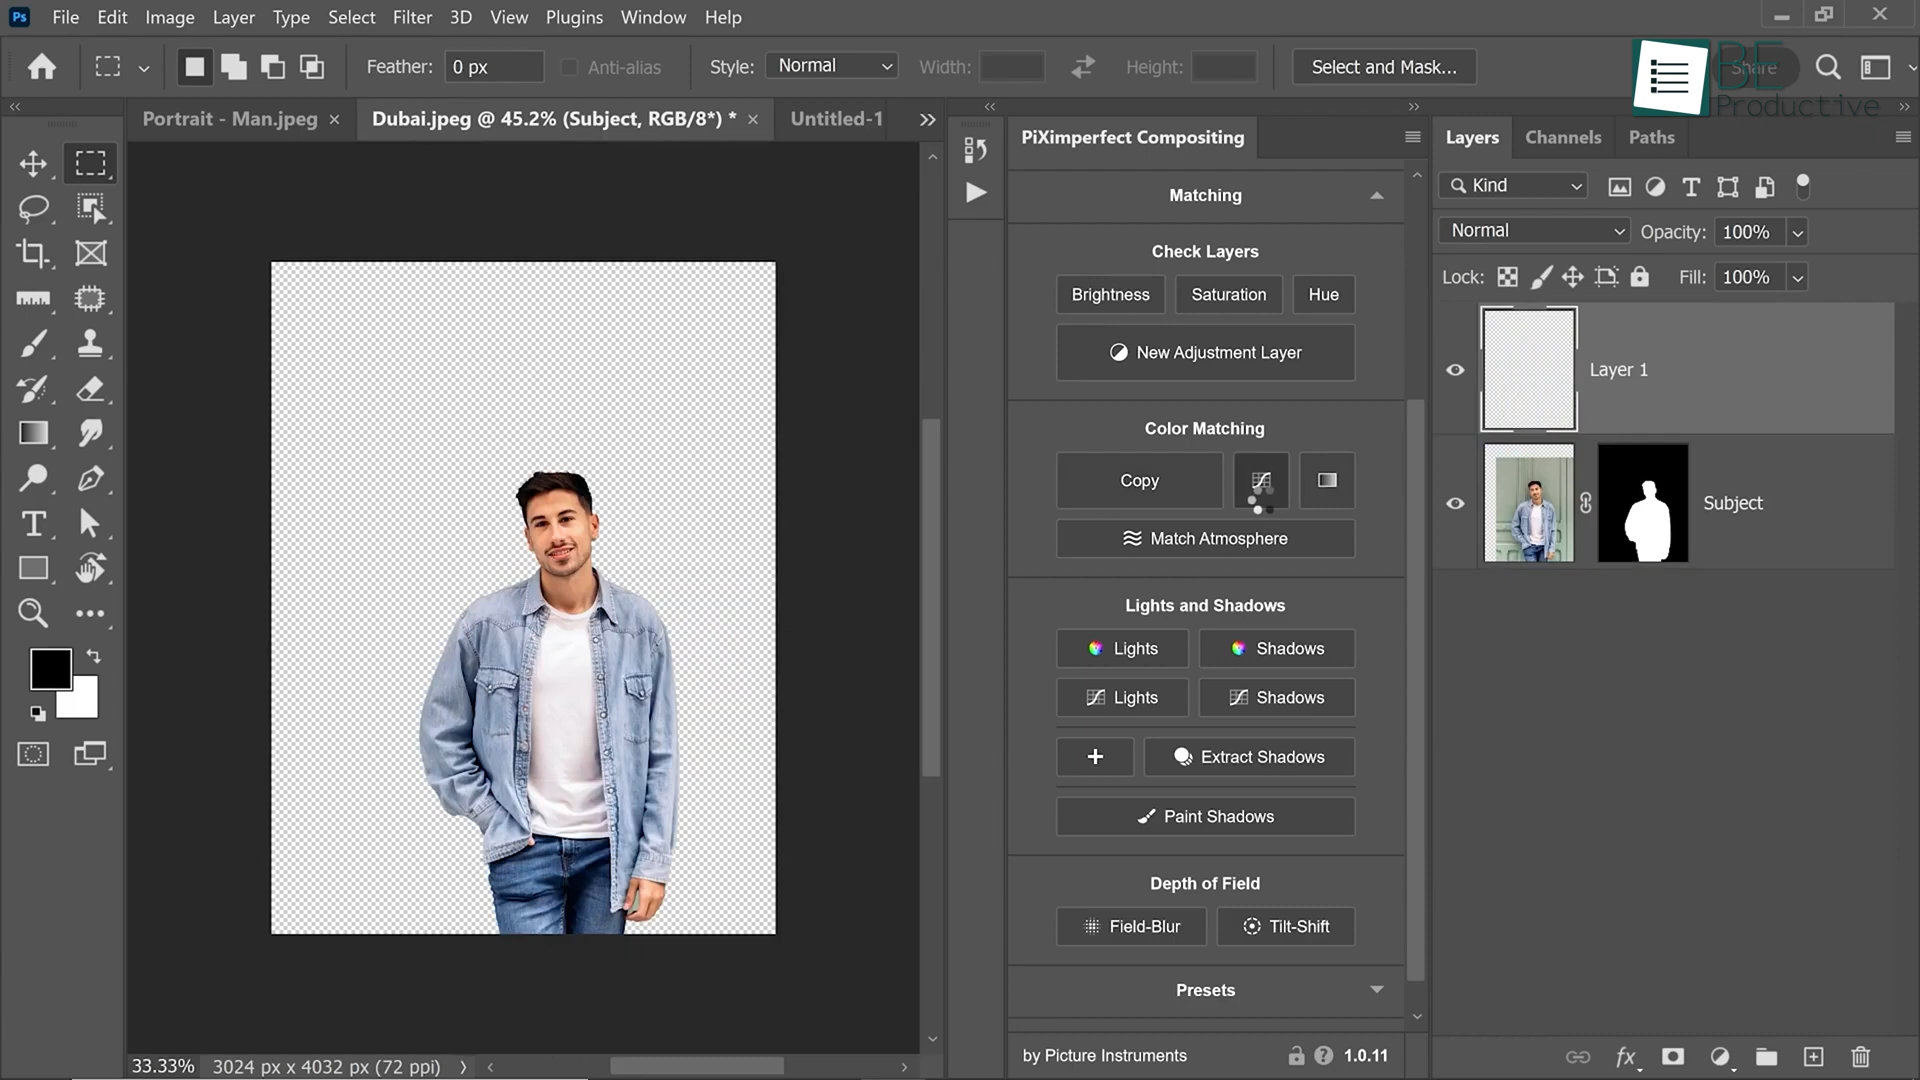 Ps File Edit Image Layer Type Select Filter 3D View Plugins Window Help
Feather: 0 px Anti-alias Style: Normal Width: Height: Select and Mask... Share
BE
Productive
Portrait - Man.jpeg Dubai.jpeg @ 45.2% (Subject, RGB/8*) * Untitled-1
PiXimperfect Compositing
Matching
Check Layers
Brightness Saturation Hue
New Adjustment Layer
Color Matching
Copy
Match Atmosphere
Lights and Shadows
Lights Shadows
Lights Shadows
Extract Shadows
Paint Shadows
Depth of Field
Field-Blur Tilt-Shift
Presets
by Picture Instruments 1.0.11
Layers Channels Paths
Kind
Normal Opacity: 100%
Lock: Fill: 100%
Layer 1
Subject
fx
33.33% 3024 px x 4032 px (72 ppi)